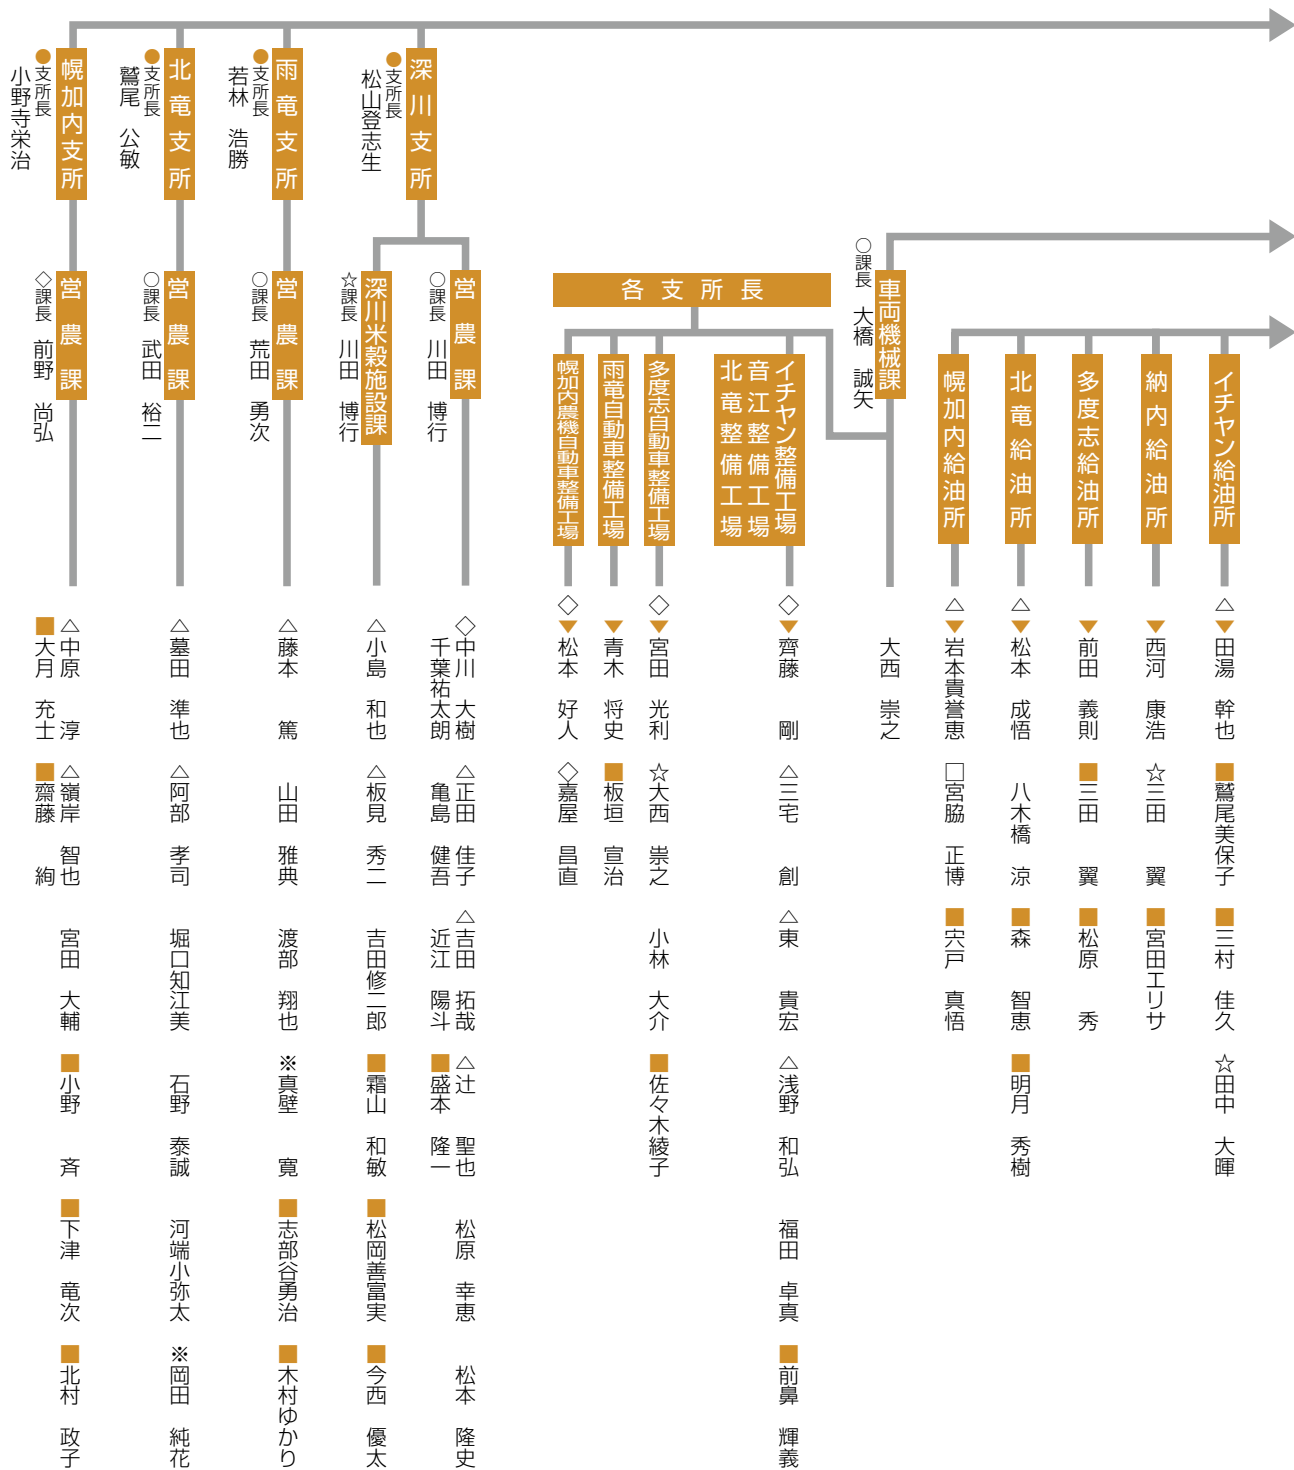 イチヤン給油所
△▼田湯 幹也 ■鷲尾美保子 ■三村 佳久 ☆田中 大暉
納内給油所
▼西河 康浩 ☆三田 翼 ■宮田エリサ
多度志給油所
▼前田 義則 ■三田 翼 ■松原 秀
北竜給油所
△▼松本 成悟 八木橋 涼 ■森 智恵 ■明月 秀樹
幌加内給油所
△▼岩本貴誉恵 □宮脇 正博 ■宍戸 真悟
車両機械課
○課長 大橋 誠矢
大西 崇之
各支所長
イチヤン整備工場
音江整備工場
北竜整備工場
◇▼齊藤 剛 △三宅 創 △東 貴宏 △浅野 和弘 福田 卓真 ■前鼻 輝義
多度志自動車整備工場
◇▼宮田 光利 ☆大西 崇之 小林 大介 ■佐々木綾子
雨竜自動車整備工場
▼青木 将史 ■板垣 宣治
幌加内農機自動車整備工場
◇▼松本 好人 ◇嘉屋 昌直
深川支所
●支所長
松山登志生
営農課
○課長 川田 博行
◇中川 大樹 △正田 佳子 △吉田 拓哉 △辻 聖也 松原 幸恵 松本 隆史
千葉祐太朗 亀島 健吾 近江 陽斗 ■盛本 隆一
深川米穀施設課
☆課長 川田 博行
△小島 和也 △板見 秀二 吉田修二郎 ■霜山 和敏 ■松岡善富実 ■今西 優太
雨竜支所
●支所長
若林 浩勝
営農課
○課長 荒田 勇次
△藤本 篤 山田 雅典 渡部 翔也 ※真壁 寛 ■志部谷勇治 ■木村ゆかり
北竜支所
●支所長
鷲尾 公敏
営農課
○課長 武田 裕二
△墓田 準也 △阿部 孝司 堀口知江美 石野 泰誠 河端小弥太 ※岡田 純花
幌加内支所
●支所長
小野寺栄治
営農課
◇課長 前野 尚弘
△中原 淳 △嶺岸 智也 宮田 大輔 ■小野 斉 ■下津 竜次 ■北村 政子
■大月 充士 ■齋藤 絢